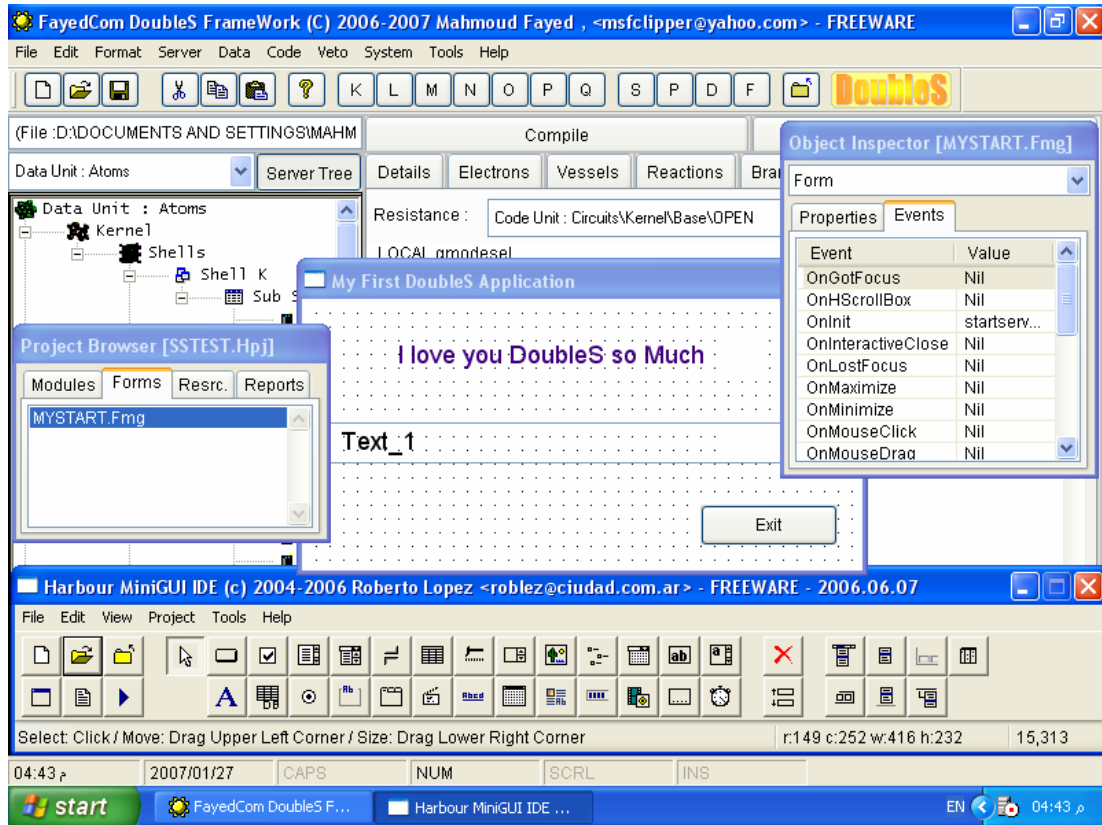 FayedCom DoubleS FrameWork (C) 2006-2007 Mahmoud Fayed , <msfclipper@yahoo.com> - FREEWARE
File Edit Format Server Data Code Veto System Tools Help
K L M N O P Q S P D F DoubleS
(File :D:\DOCUMENTS AND SETTINGS\MAHM
Compile
Data Unit : Atoms
Server Tree
Details Electrons Vessels Reactions
Data Unit : Atoms
Kernel
Shells
Shell K
Sub
Resistance : Code Unit : Circuits\Kernel\Base\OPEN
LOCAL gmodesel
My First DoubleS Application
I love you DoubleS so Much
Text_1
Exit
Project Browser [SSTEST.Hpj]
Modules Forms Resrc. Reports
MYSTART.Fmg
Object Inspector [MYSTART.Fmg]
Form
Properties Events
Event Value
OnGotFocus Nil
OnHScrollBox Nil
OnInit startserv...
OnInteractiveClose Nil
OnLostFocus Nil
OnMaximize Nil
OnMinimize Nil
OnMouseClick Nil
OnMouseDrag Nil
Harbour MiniGUI IDE (c) 2004-2006 Roberto Lopez <roblez@ciudad.com.ar> - FREEWARE - 2006.06.07
File Edit View Project Tools Help
Select: Click / Move: Drag Upper Left Corner / Size: Drag Lower Right Corner r:149 c:252 w:416 h:232 15,313
04:43 م 2007/01/27 CAPS NUM SCRL INS
start FayedCom DoubleS F... Harbour MiniGUI IDE ... EN 04:43 م